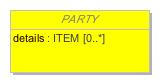 PARTY
details : ITEM [0..*]